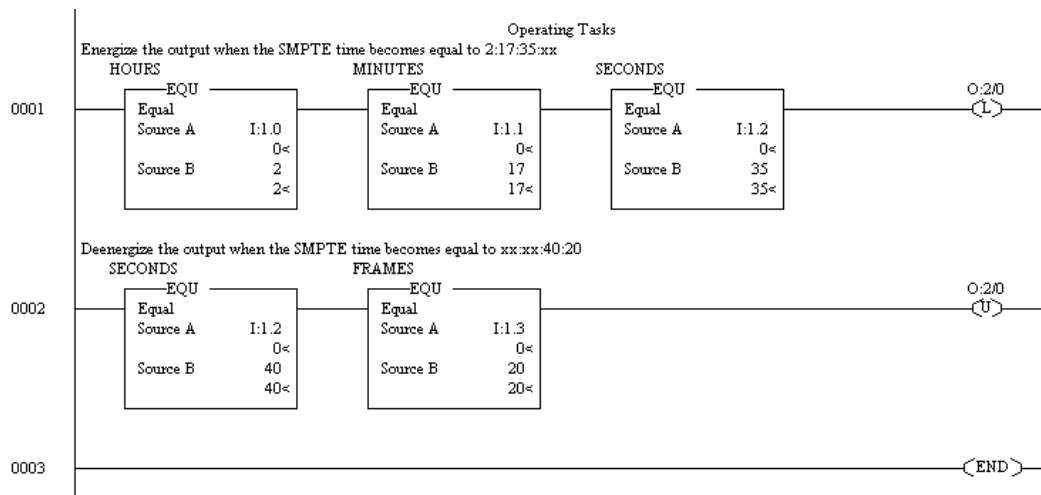 Operating Tasks
Energize the output when the SMPTE time becomes equal to 2:17:35:xx
HOURS MINUTES SECONDS
EQU EQU EQU O:2/0
0001 Equal Equal Equal L
Source A I:1.0 Source A I:1.1 Source A I:1.2
0< 0< 0<
Source B 2 Source B 17 Source B 35
2< 17< 35<
Deenergize the output when the SMPTE time becomes equal to xx:xx:40:20
SECONDS FRAMES
EQU EQU O:2/0
0002 Equal Equal U
Source A I:1.2 Source A I:1.3
0< 0<
Source B 40 Source B 20
40< 20<
0003 END